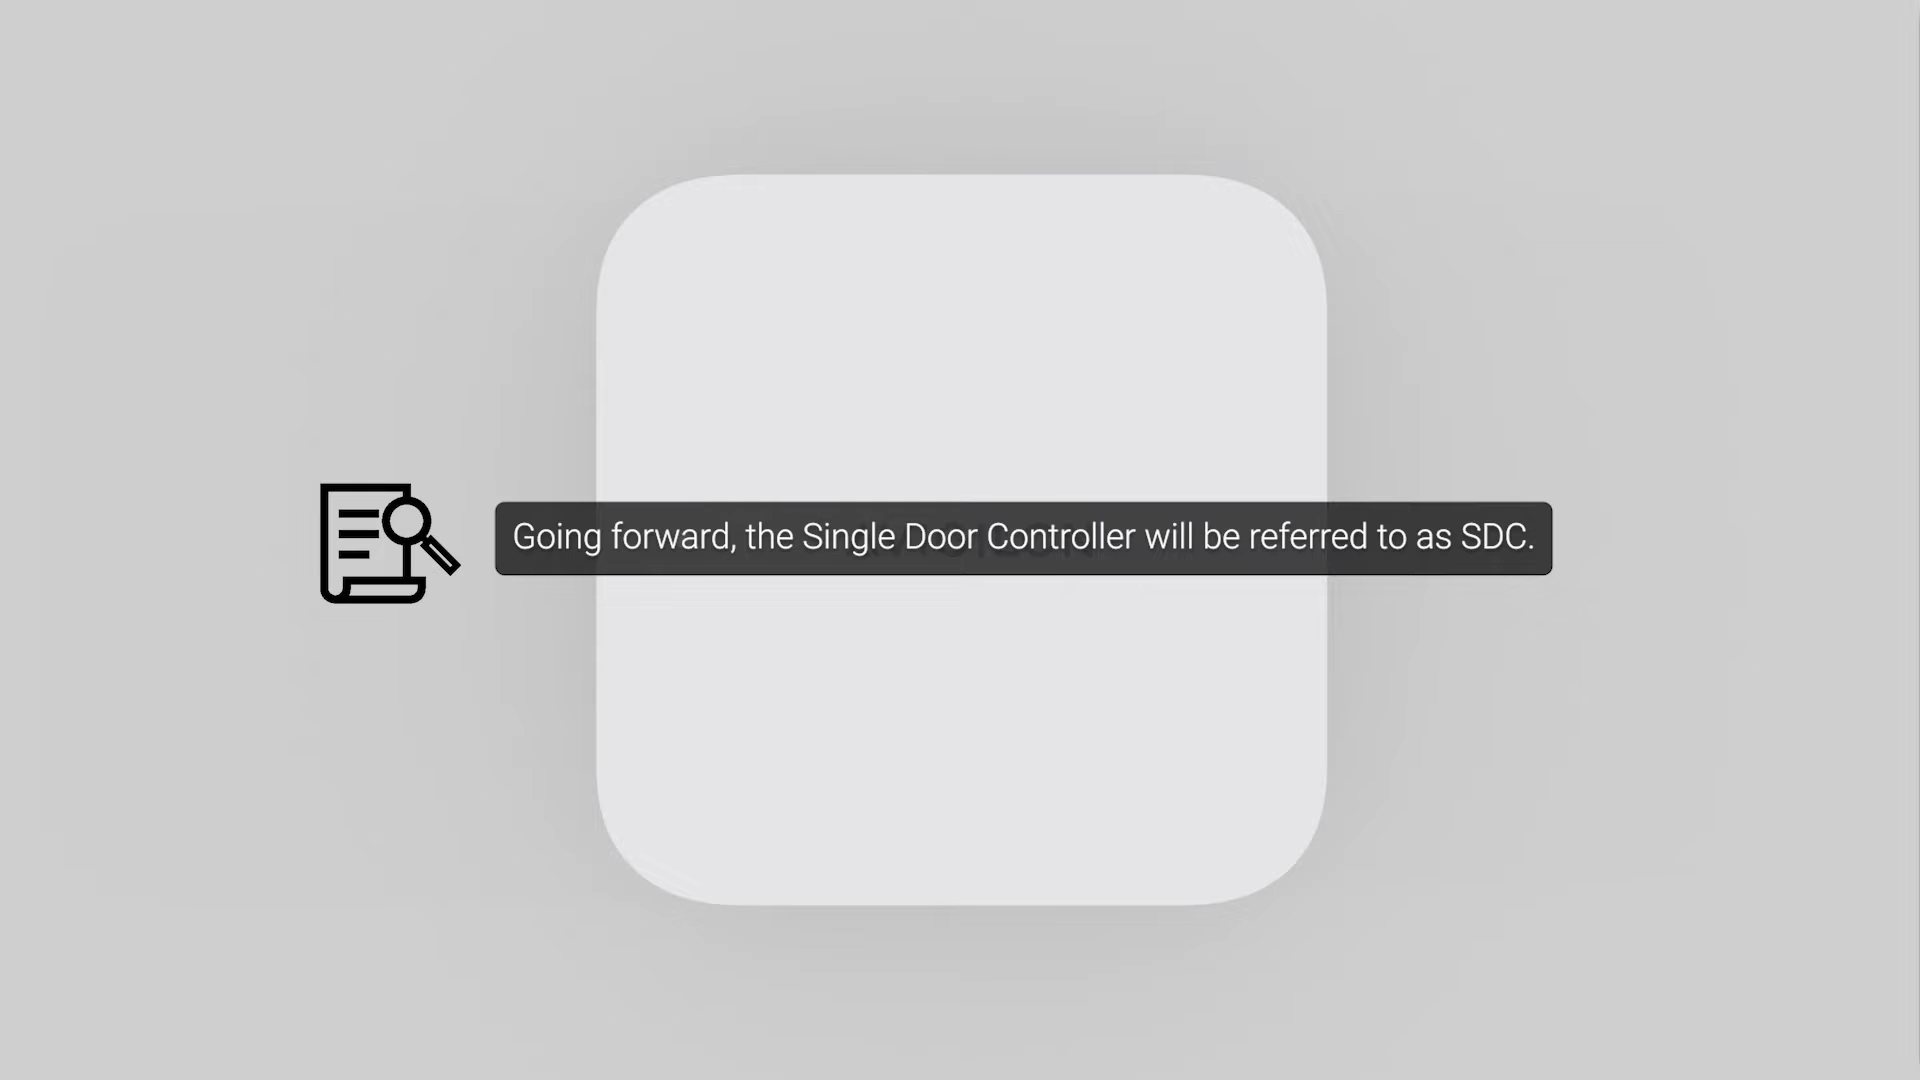 Going forward, the Single Door Controller will be referred to as SDC.